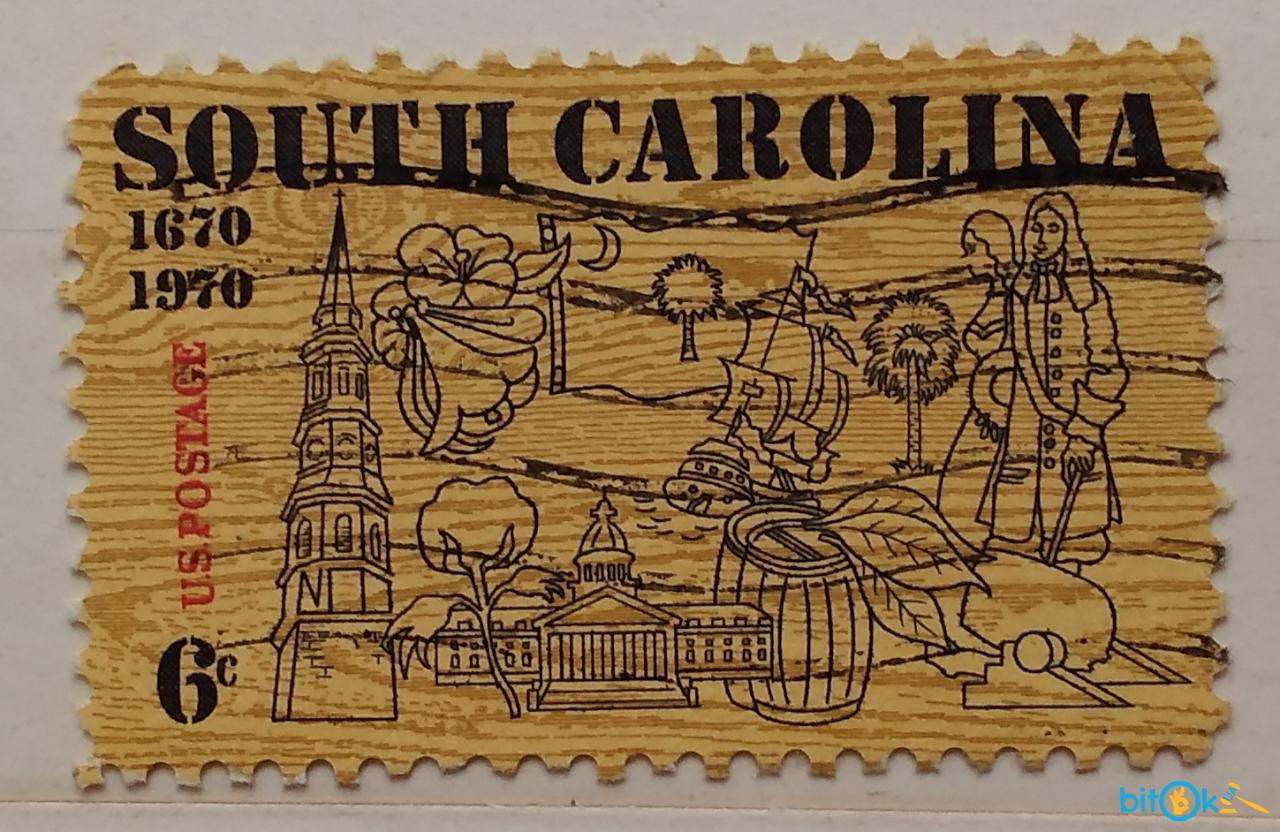 SOUTH CAROLINA
1670
1970
US POSTAGE
6c
bitOk